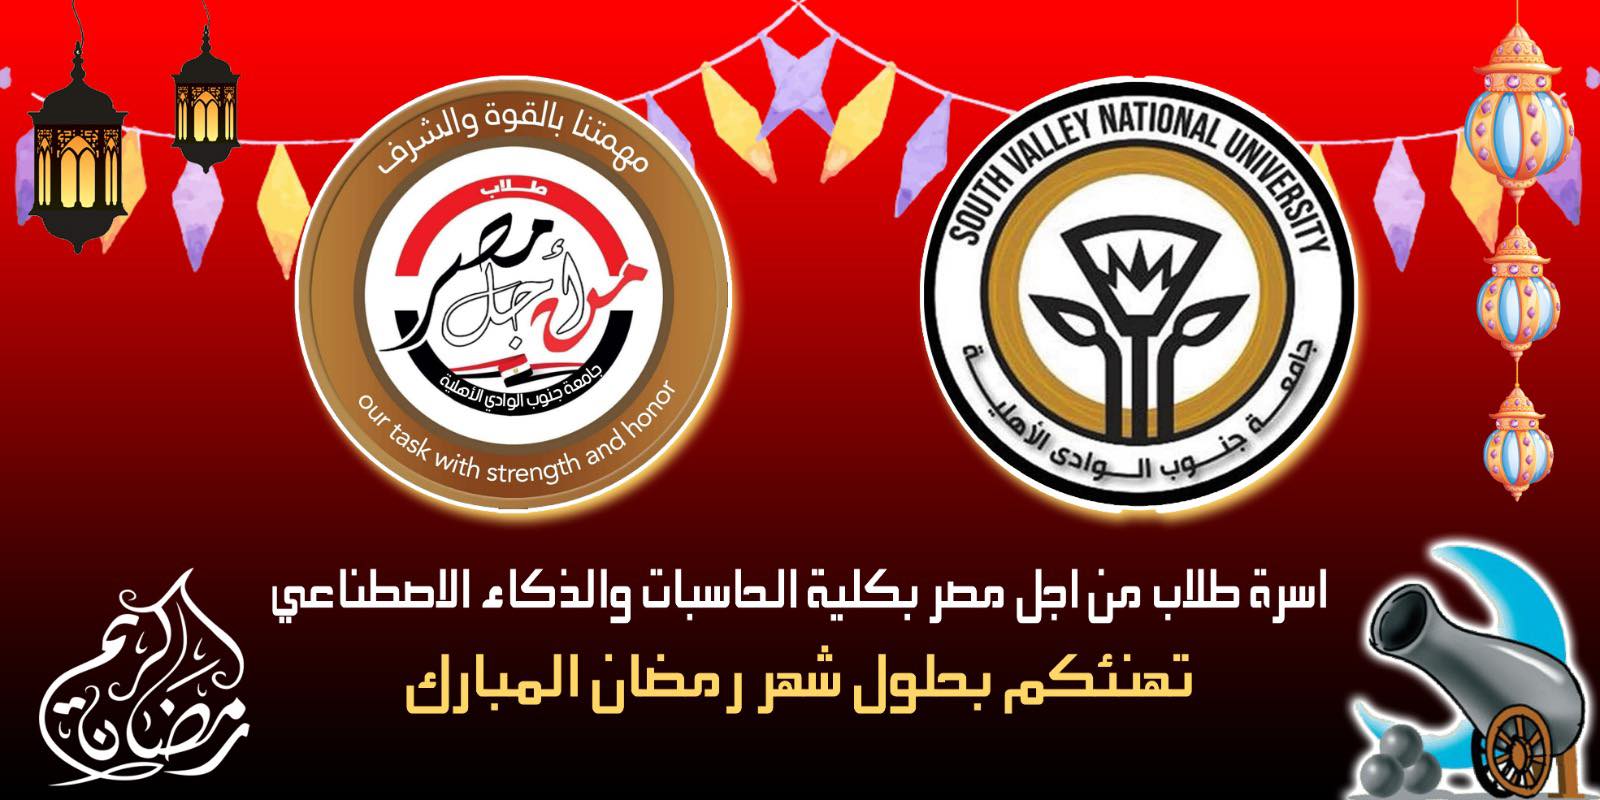 مهمتنا بالقوة والشرف
طلاب
من أجل مصر
جامعة جنوب الوادي الأهلية
our task with strength and honor
SOUTH VALLEY NATIONAL UNIVERSITY
جامعة جنوب الوادى الأهلية
اسرة طلاب من اجل مصر بكلية الحاسبات والذكاء الاصطناعي
تهنئكم بحلول شهر رمضان المبارك
رمضان كريم